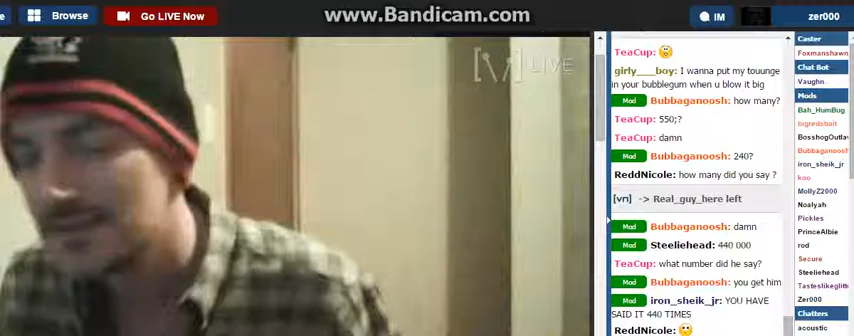 e Browse Go LIVE Now www.Bandicam.com IM zer000
[V] LIVE
TeaCup:
girly___boy: I wanna put my touunge
in your bubblegum when u blow it big
Mod Bubbaganoosh: how many?
TeaCup: 550;?
TeaCup: damn
Mod Bubbaganoosh: 240?
ReddNicole: how many did you say ?
[vn] -> Real_guy_here left
Mod Bubbaganoosh: damn
Mod Steeliehead: 440 000
TeaCup: what number did he say?
Mod Bubbaganoosh: you get him
Mod iron_sheik_jr: YOU HAVE
SAID IT 440 TIMES
ReddNicole:
Caster
Foxmanshawn
Chat Bot
Vaughn
Mods
Bah_HumBug
bigredsbait
BosshogOutlaw
Bubbaganoosh
iron_sheik_jr
koo
MollyZ2000
Noalyah
Pickles
PrinceAlbie
rod
Secure
Steeliehead
Tasteslikeglitt
Zer000
Chatters
acoustic